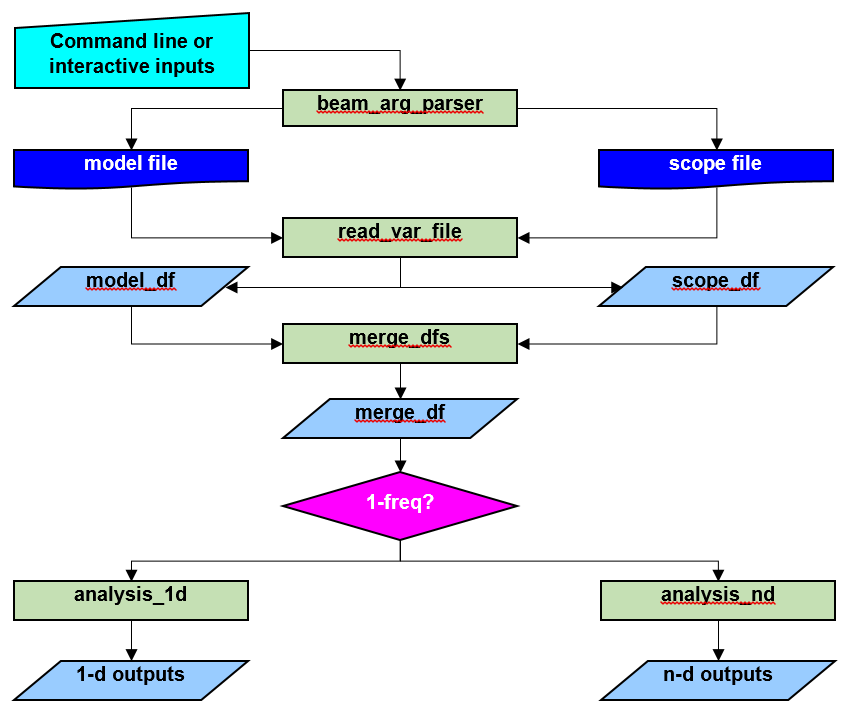 Command line or
interactive inputs
beam_arg_parser
model file
scope file
read_var_file
model_df
scope_df
merge_dfs
merge_df
1-freq?
analysis_1d
analysis_nd
1-d outputs
n-d outputs